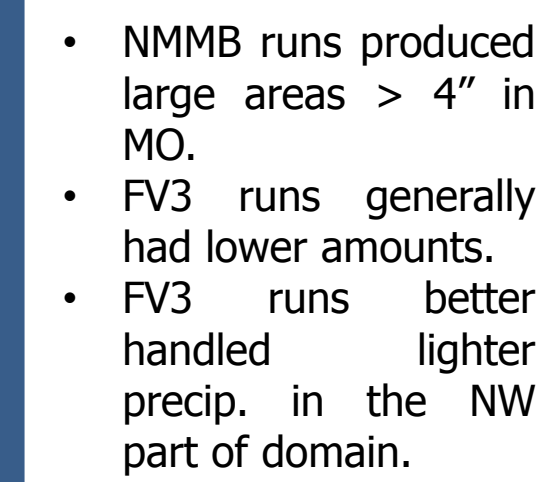 • NMMB runs produced
large areas > 4” in
MO.
• FV3 runs generally
had lower amounts.
• FV3 runs better
handled lighter
precip. in the NW
part of domain.